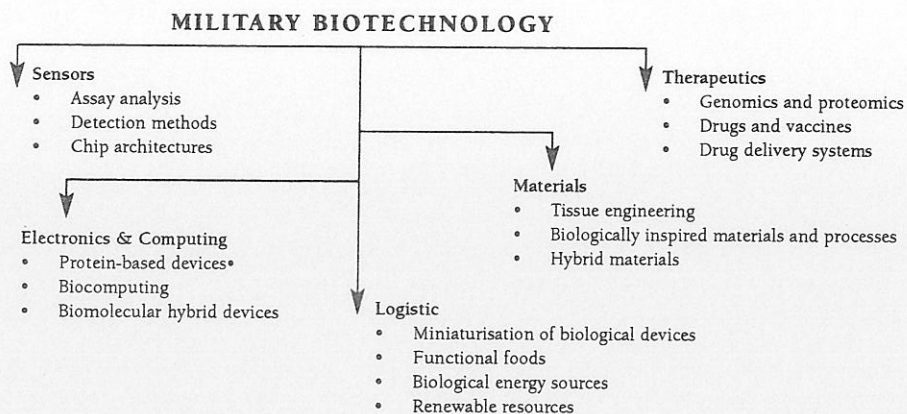 MILITARY BIOTECHNOLOGY
Sensors
• Assay analysis
• Detection methods
• Chip architectures
Therapeutics
• Genomics and proteomics
• Drugs and vaccines
• Drug delivery systems
Materials
• Tissue engineering
• Biologically inspired materials and processes
• Hybrid materials
Electronics & Computing
• Protein-based devices•
• Biocomputing
• Biomolecular hybrid devices
Logistic
• Miniaturisation of biological devices
• Functional foods
• Biological energy sources
• Renewable resources